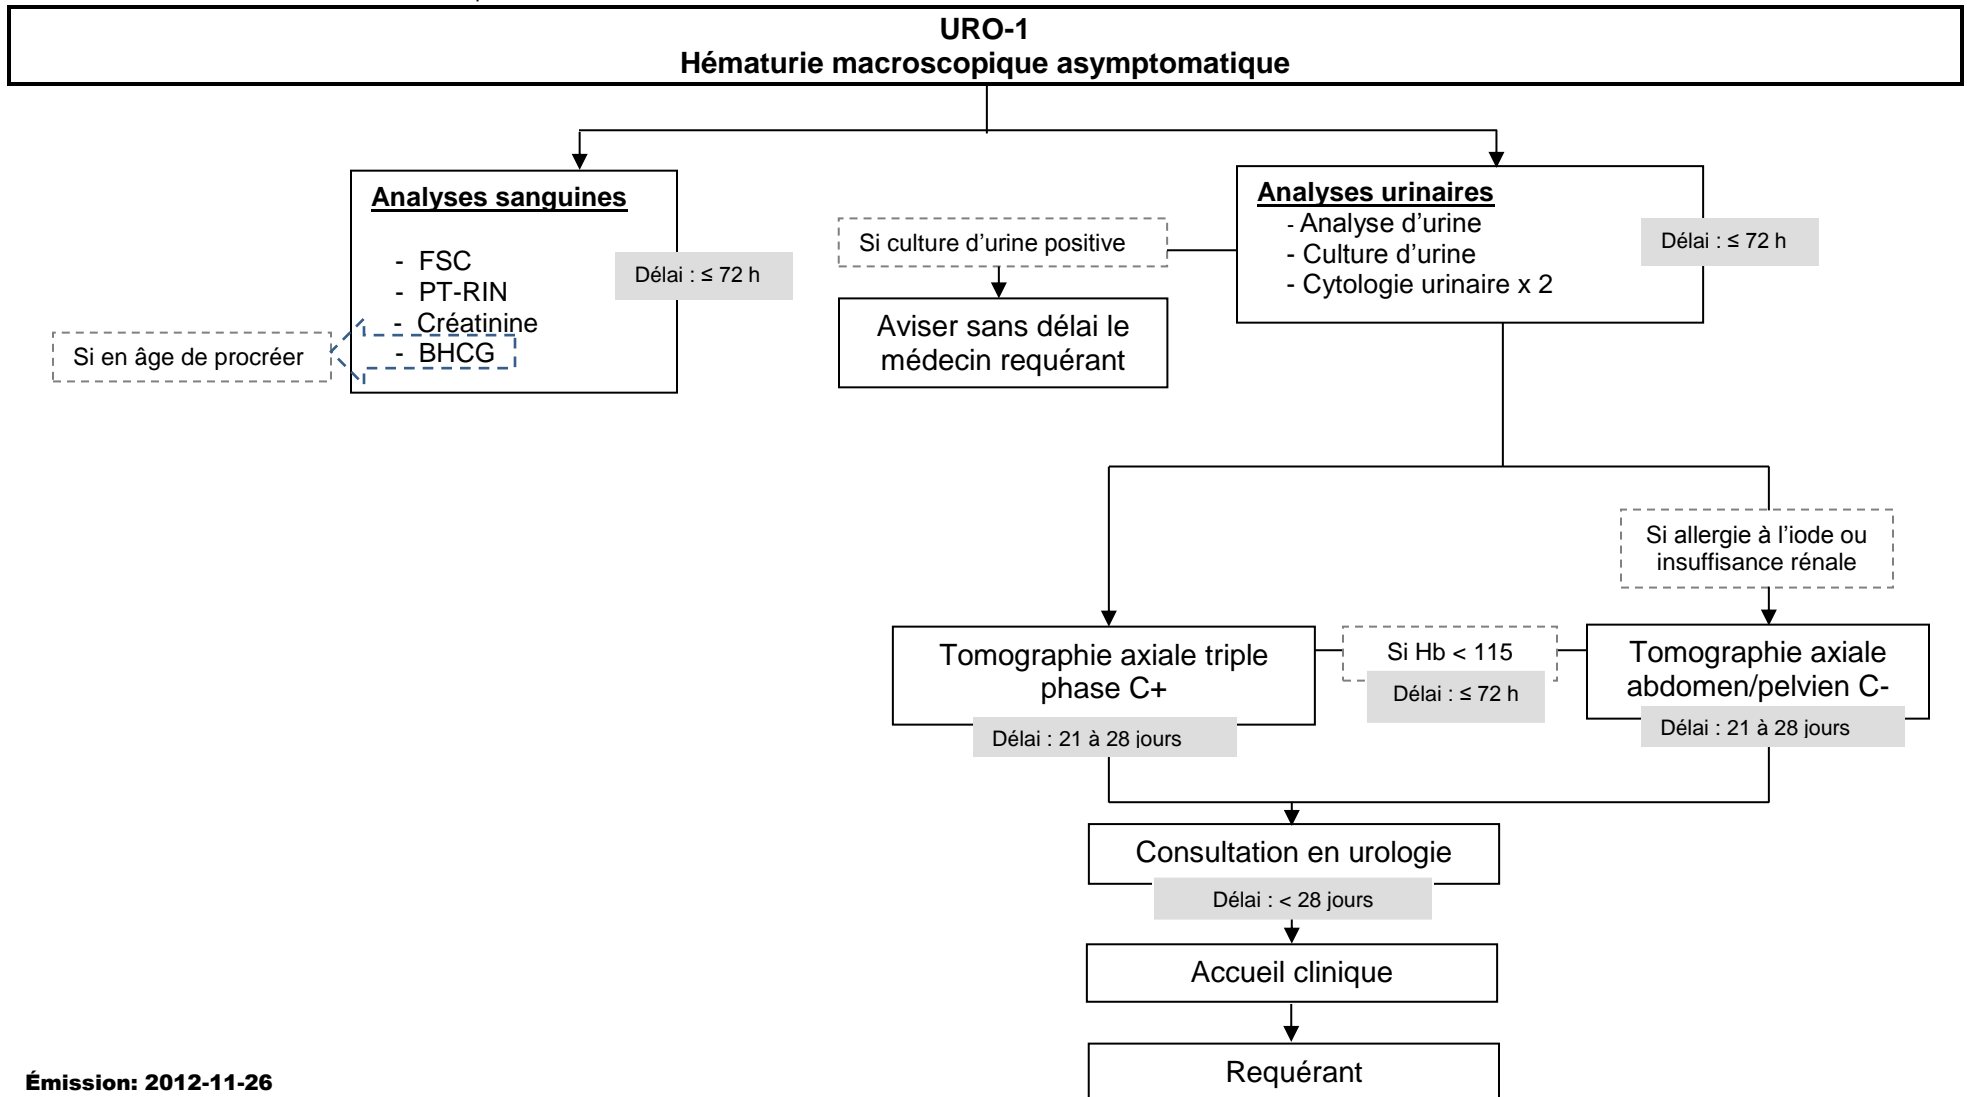 URO-1
Hématurie macroscopique asymptomatique
Analyses sanguines
- FSC
- PT-RIN
- Créatinine
- BHCG
Délai : ≤ 72 h
Si en âge de procréer
Si culture d’urine positive
Aviser sans délai le
médecin requérant
Analyses urinaires
- Analyse d’urine
- Culture d’urine
- Cytologie urinaire x 2
Délai : ≤ 72 h
Si allergie à l’iode ou
insuffisance rénale
Tomographie axiale triple
phase C+
Délai : 21 à 28 jours
Si Hb < 115
Délai : ≤ 72 h
Tomographie axiale
abdomen/pelvien C-
Délai : 21 à 28 jours
Consultation en urologie
Délai : < 28 jours
Accueil clinique
Requérant
Émission: 2012-11-26